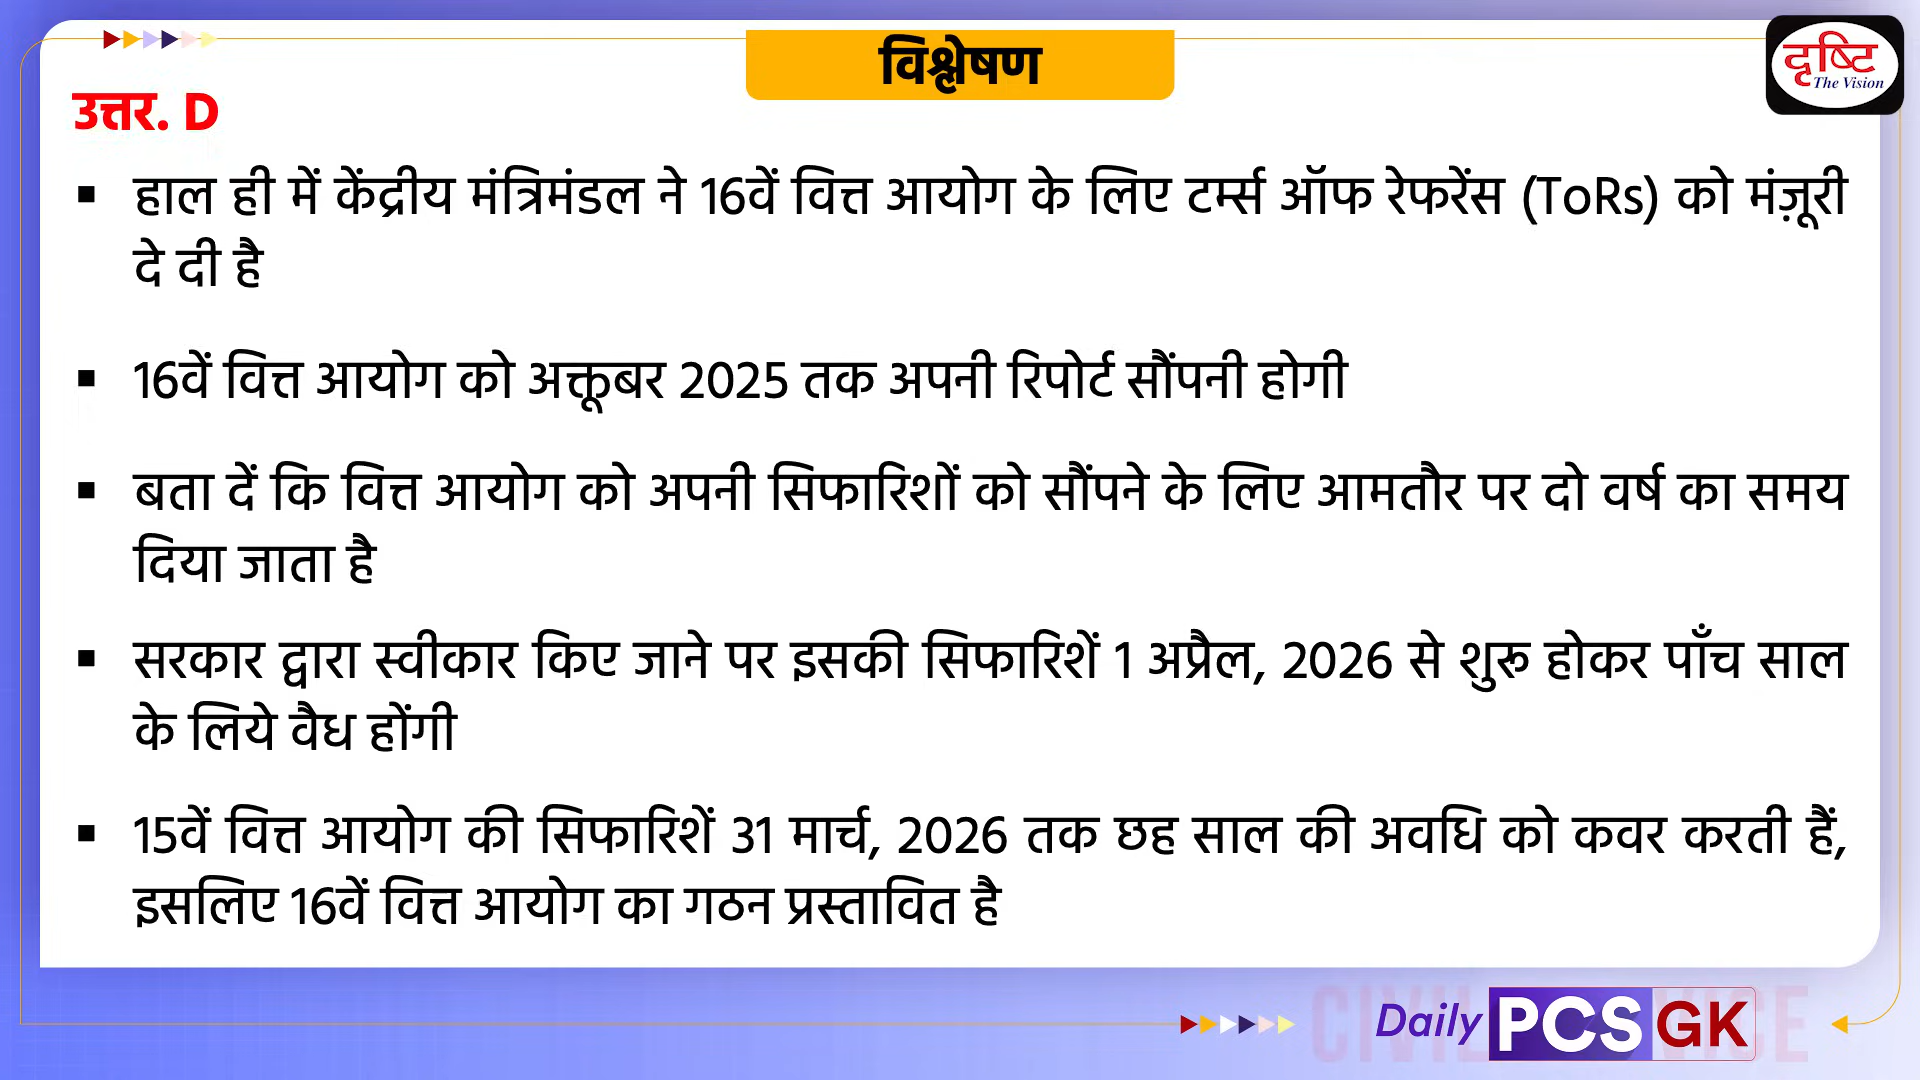 विश्लेषण
दृष्टि
The Vision
उत्तर. D
▪ हाल ही में केंद्रीय मंत्रिमंडल ने 16वें वित्त आयोग के लिए टर्म्स ऑफ रेफरेंस (ToRs) को मंज़ूरी
दे दी है
▪ 16वें वित्त आयोग को अक्तूबर 2025 तक अपनी रिपोर्ट सौंपनी होगी
▪ बता दें कि वित्त आयोग को अपनी सिफारिशों को सौंपने के लिए आमतौर पर दो वर्ष का समय
दिया जाता है
▪ सरकार द्वारा स्वीकार किए जाने पर इसकी सिफारिशें 1 अप्रैल, 2026 से शुरू होकर पाँच साल
के लिये वैध होंगी
▪ 15वें वित्त आयोग की सिफारिशें 31 मार्च, 2026 तक छह साल की अवधि को कवर करती हैं,
इसलिए 16वें वित्त आयोग का गठन प्रस्तावित है
Daily PCS GK